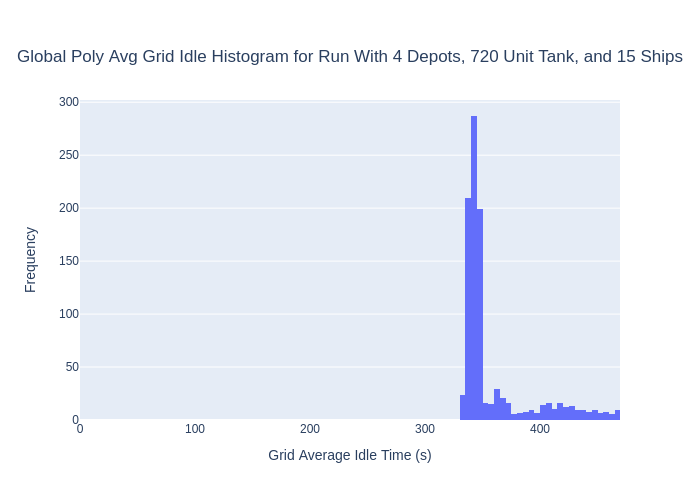 Global Poly Avg Grid Idle Histogram for Run With 4 Depots, 720 Unit Tank, and 15 Ships
300
250
200
150
100
50
0
Frequency
0 100 200 300 400
Grid Average Idle Time (s)